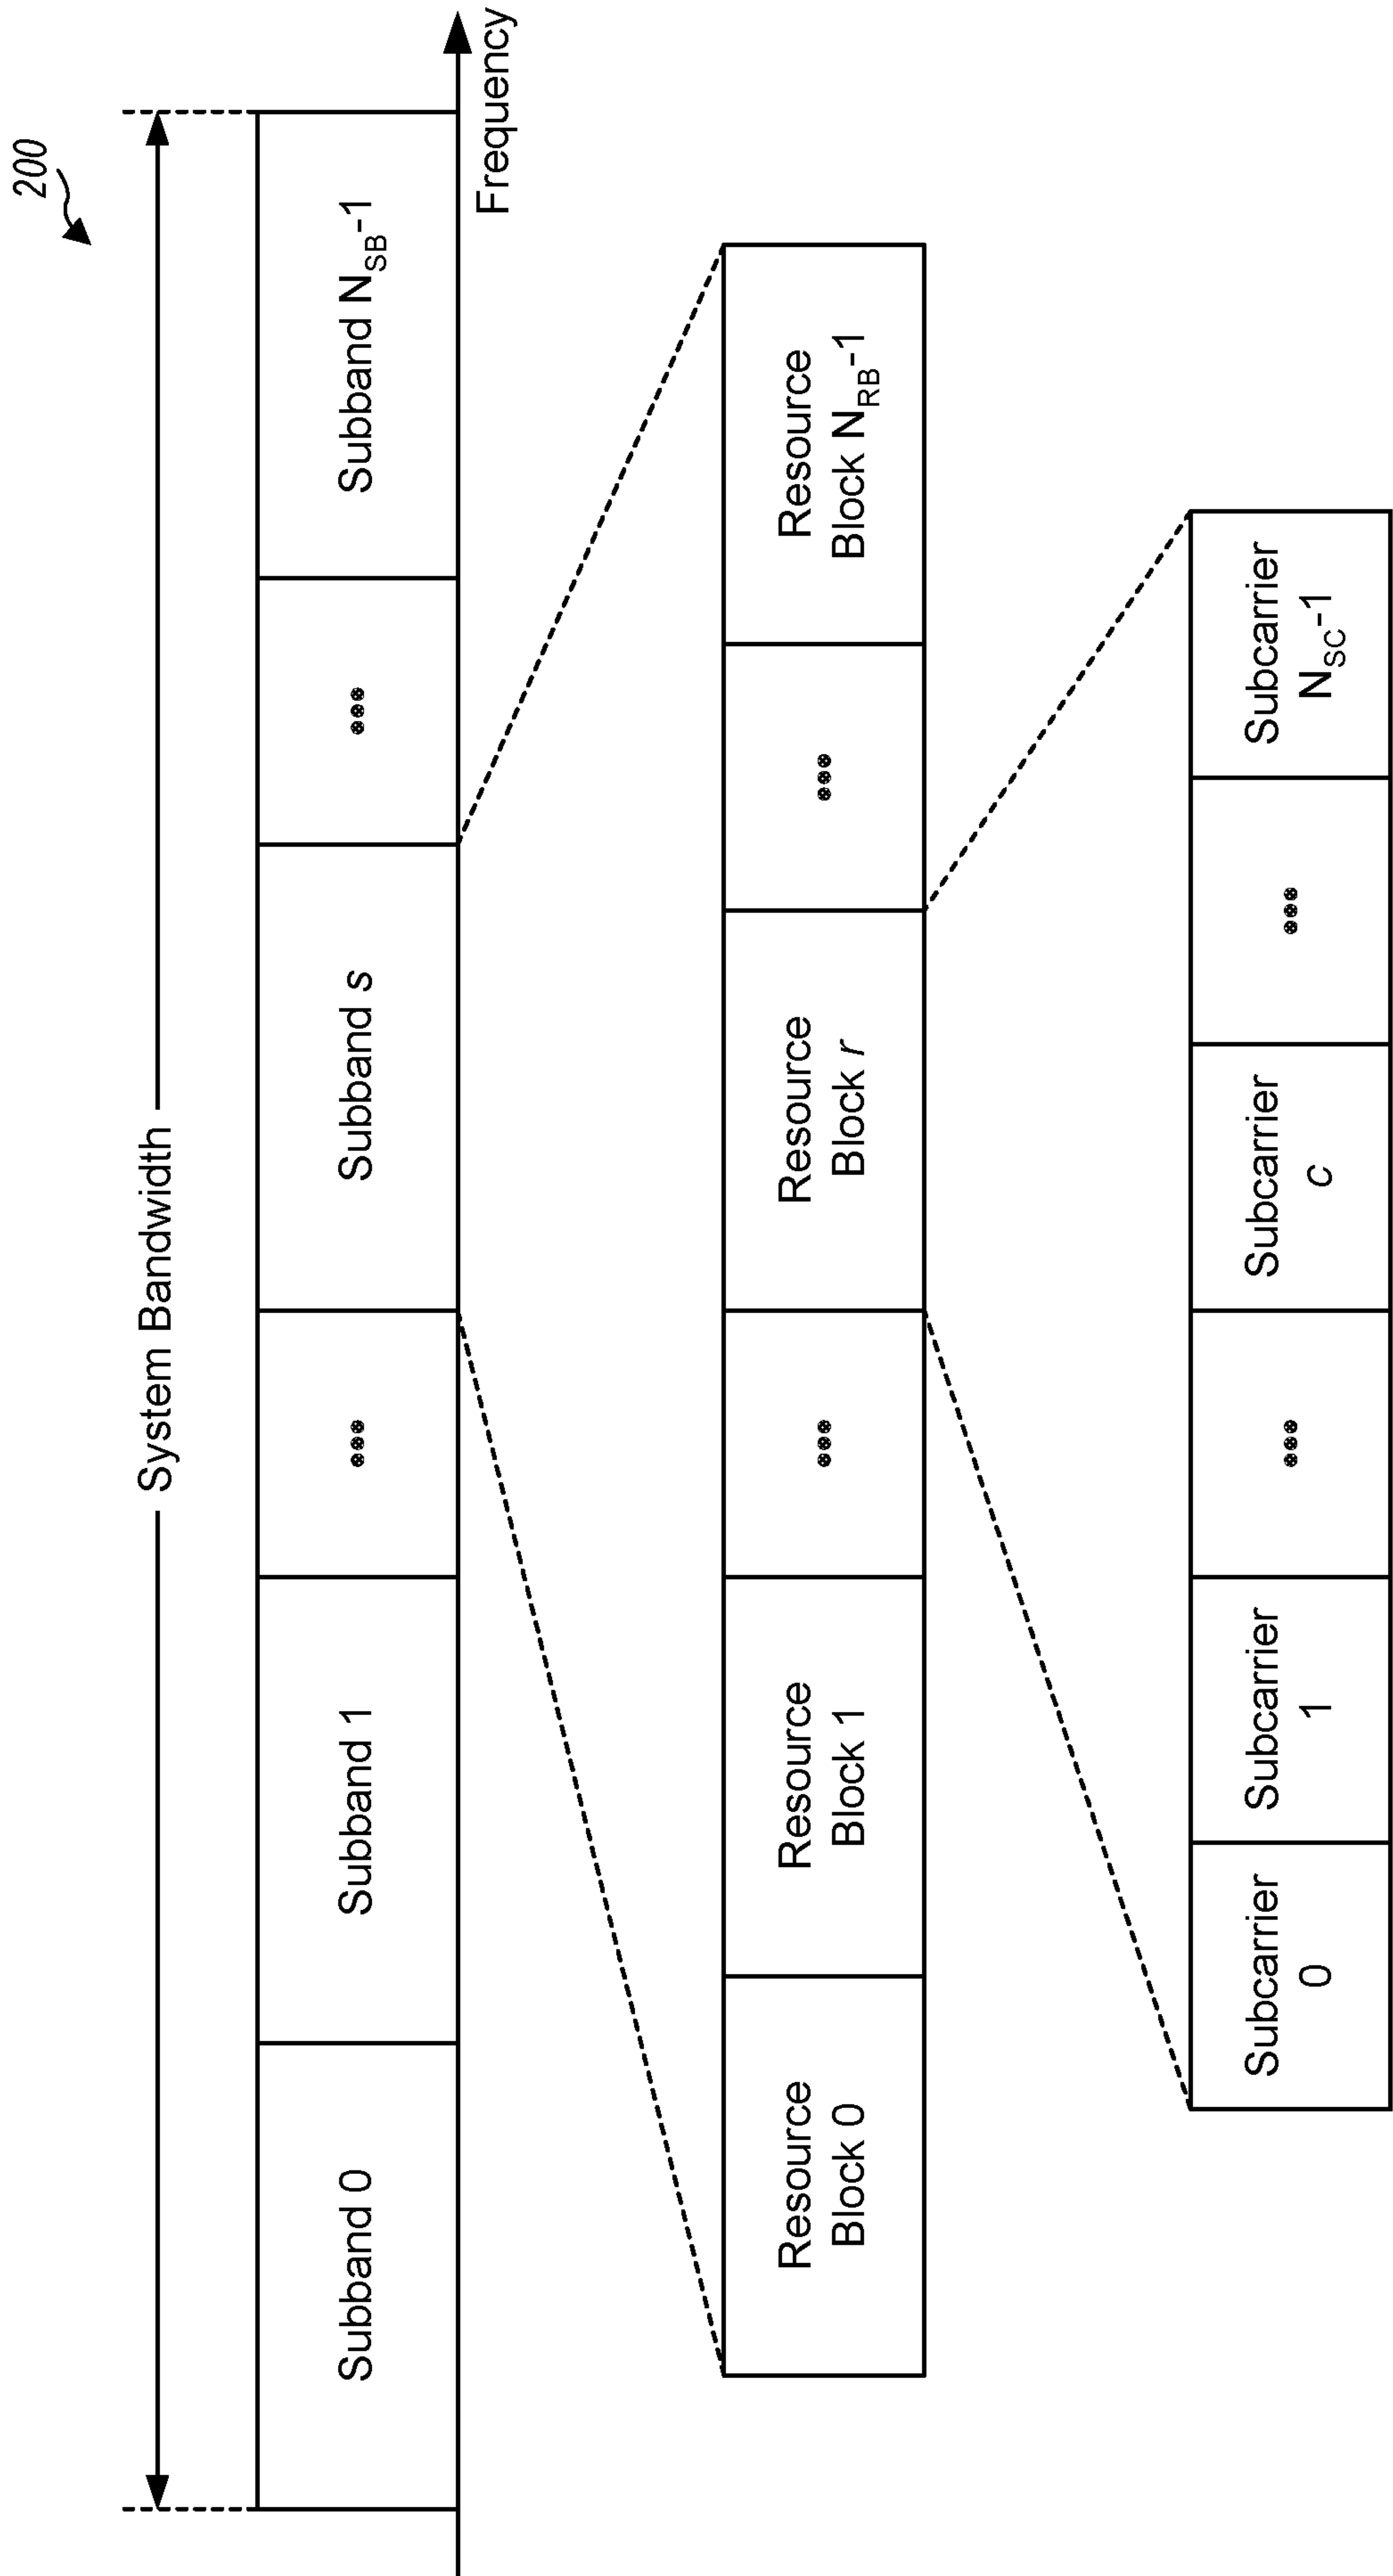 200
System Bandwidth
Subband 0
Subband 1
•••
Subband s
•••
Subband N_SB-1
Frequency
Resource
Block 0
Resource
Block 1
•••
Resource
Block r
•••
Resource
Block N_RB-1
Subcarrier
0
Subcarrier
1
•••
Subcarrier
c
•••
Subcarrier
N_SC-1